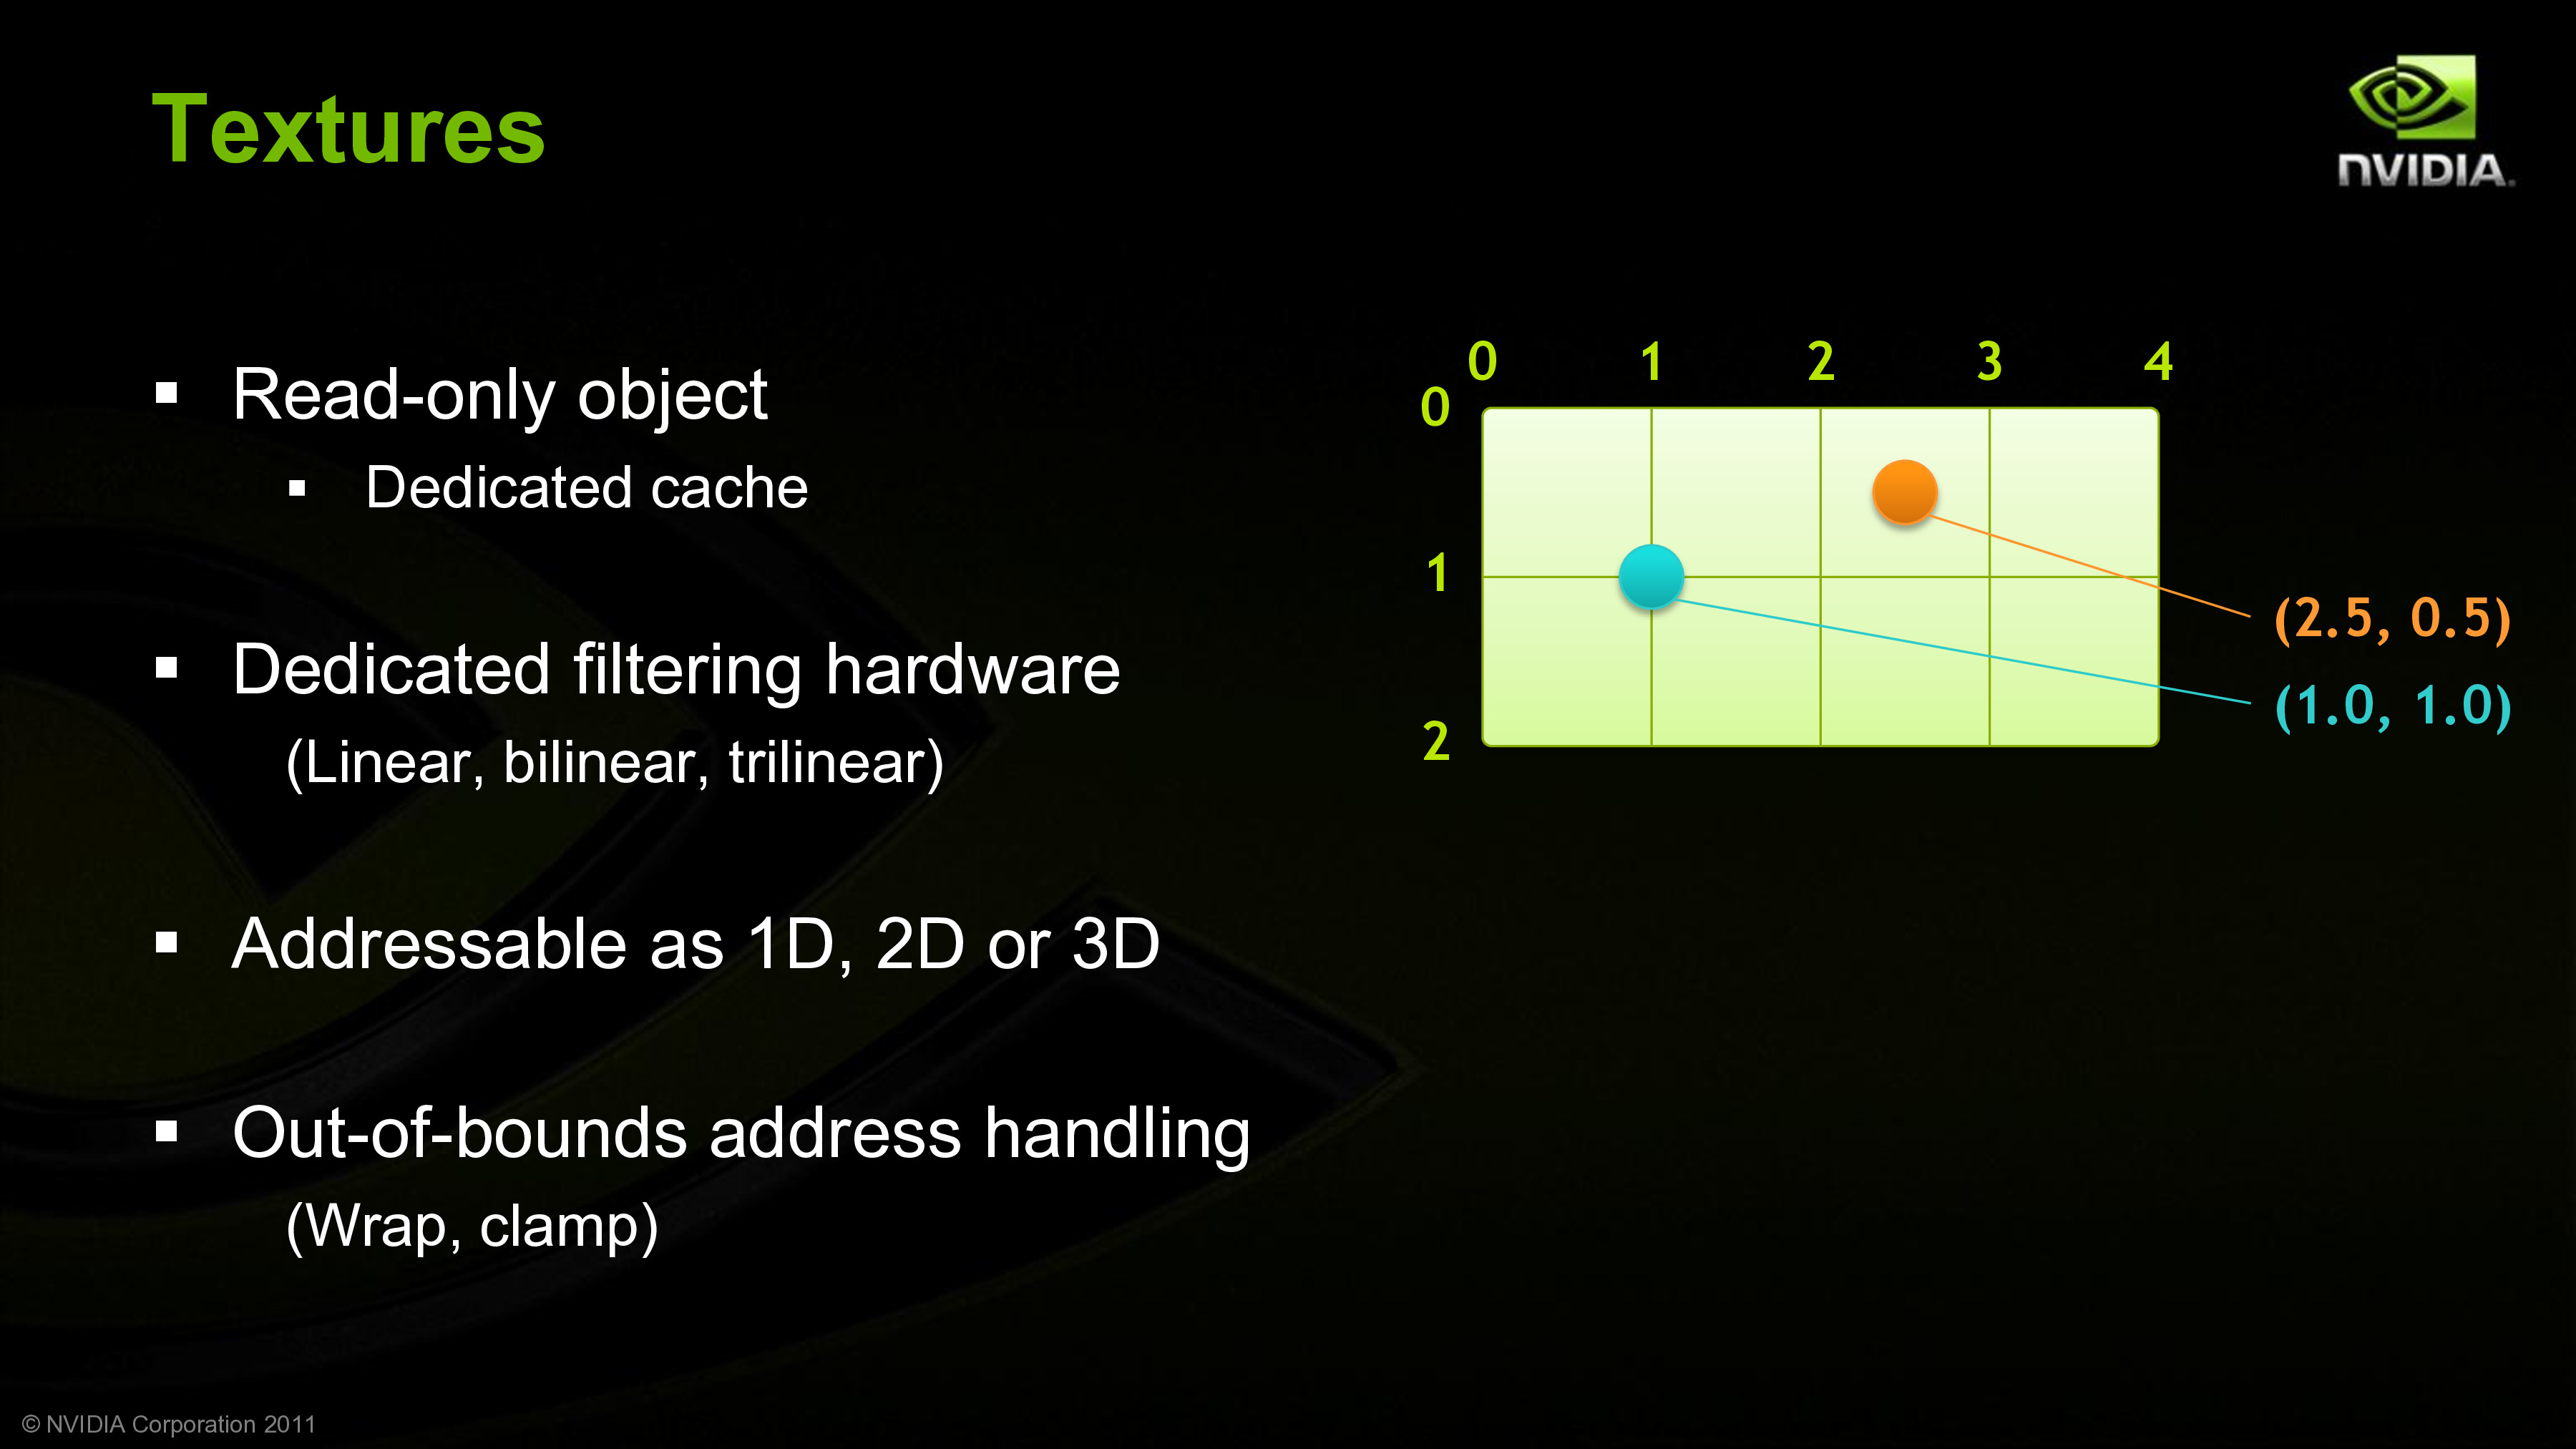 Textures
NVIDIA.
▪ Read-only object
▪ Dedicated cache
▪ Dedicated filtering hardware
(Linear, bilinear, trilinear)
▪ Addressable as 1D, 2D or 3D
▪ Out-of-bounds address handling
(Wrap, clamp)
0 1 2 3 4
0
1
2
(2.5, 0.5)
(1.0, 1.0)
© NVIDIA Corporation 2011